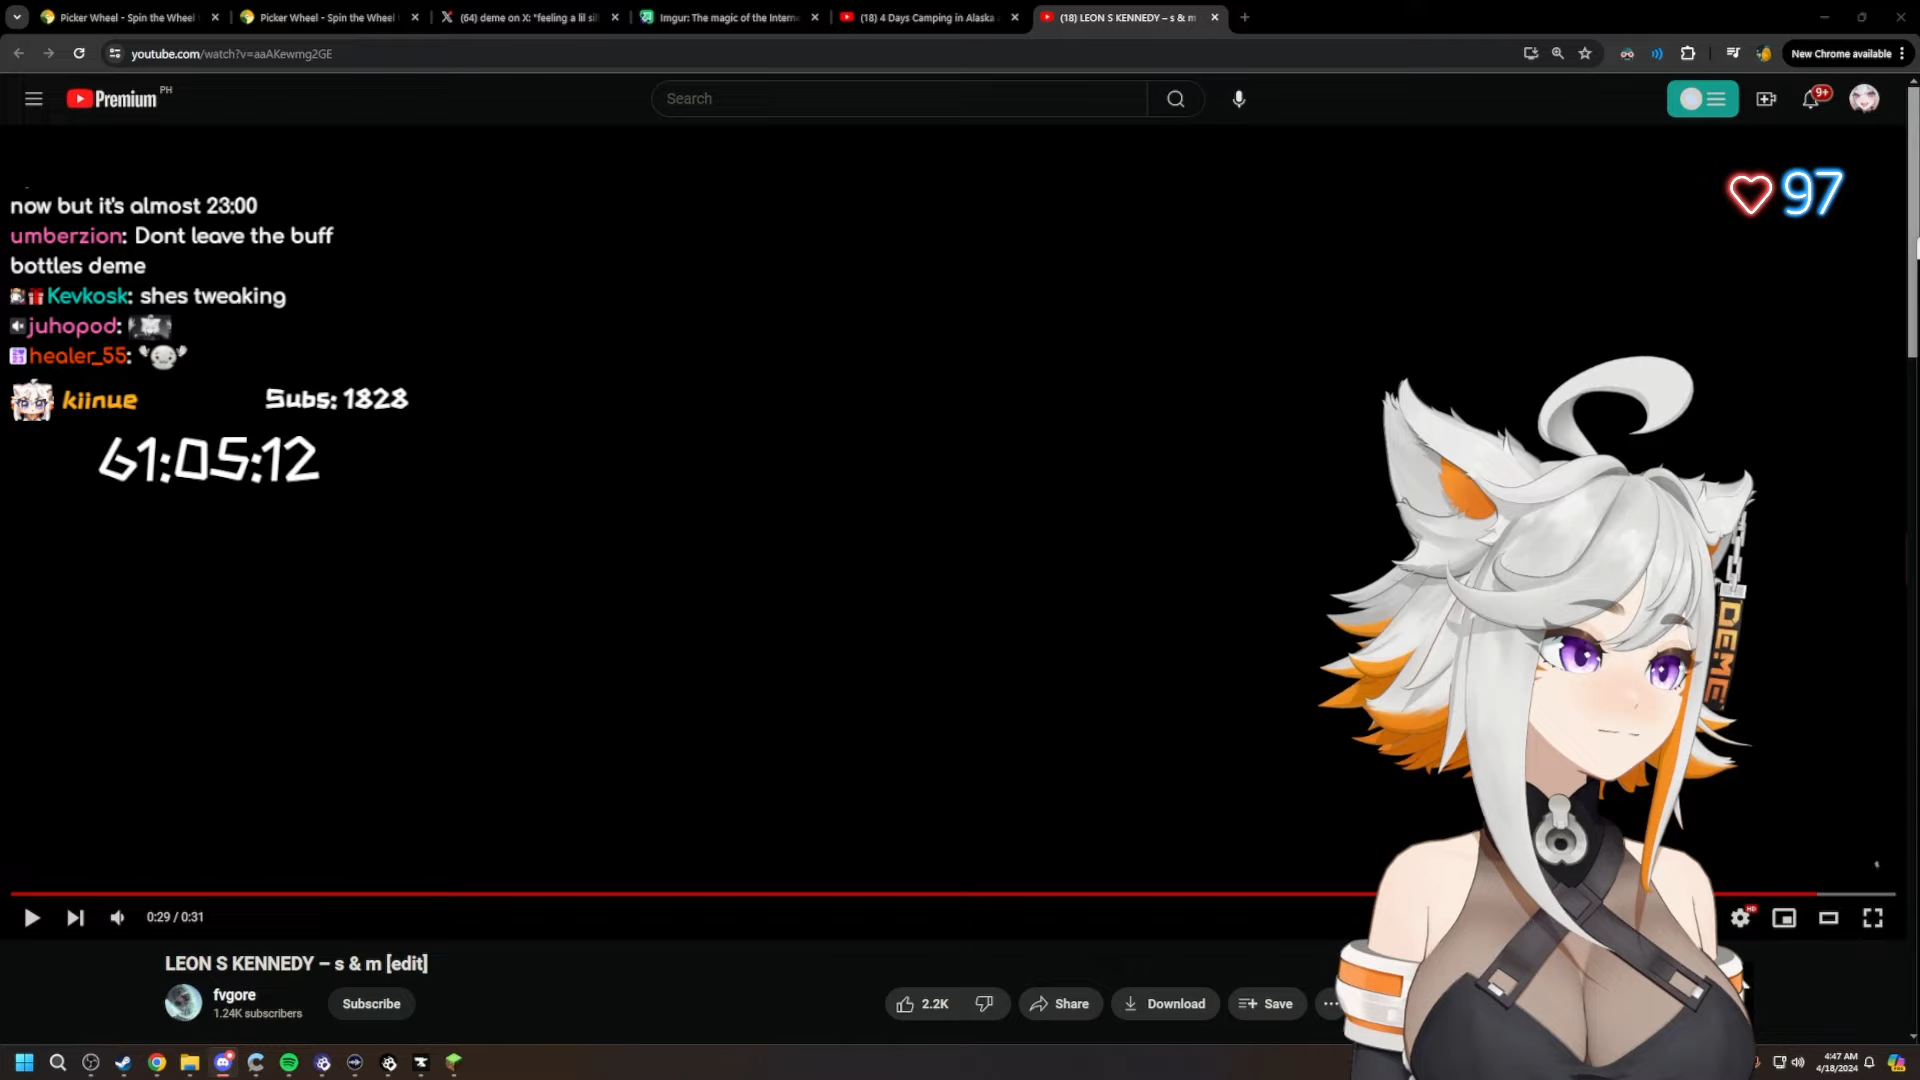 Picker Wheel - Spin the Wheel
Picker Wheel - Spin the Wheel
(64) deme on X: "feeling a lil sil
Imgur: The magic of the Interne
(18) 4 Days Camping in Alaska
(18) LEON S KENNEDY – s & m
youtube.com/watch?v=aaAKewmg2GE
New Chrome available
Premium PH
Search
9+
97
now but it's almost 23:00
umberzion: Dont leave the buff
bottles deme
Kevkosk: shes tweaking
juhopod:
healer_55:
kiinue
Subs: 1828
61:05:12
DEME
0:29 / 0:31
HD
LEON S KENNEDY – s & m [edit]
fvgore
1.24K subscribers
Subscribe
2.2K
Share
Download
Save
4:47 AM
4/18/2024